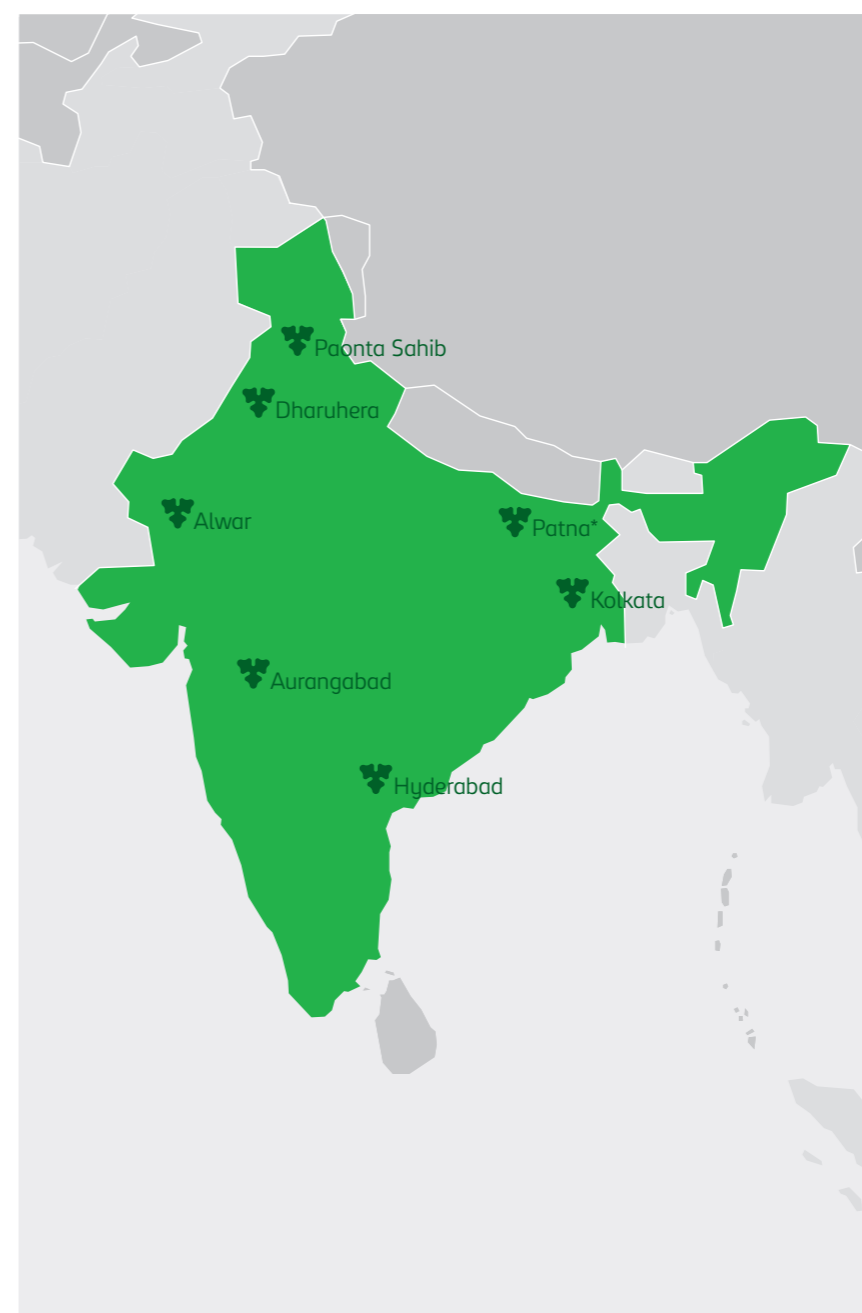 Paonta Sahib
Dharuhera
Alwar
Patna*
Kolkata
Aurangabad
Hyderabad